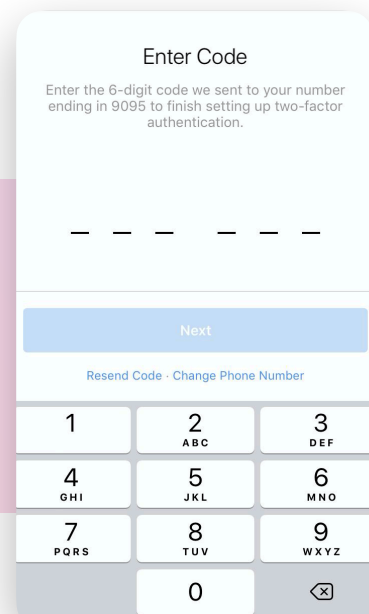 Enter Code
Enter the 6-digit code we sent to your number
ending in 9095 to finish setting up two-factor
authentication.
Next
Resend Code · Change Phone Number
1 2 3
ABC DEF
4 5 6
GHI JKL MNO
7 8 9
PQRS TUV WXYZ
0